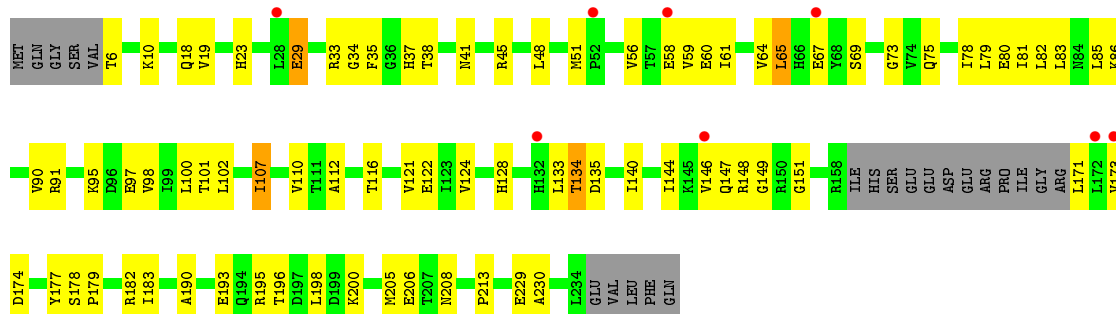 MET GLN GLY SER VAL T6 K10 Q18 V19 H23 L28 E29 R33 G34 F35 G36 H37 T38 N41 R45 L48 M51 P52 V56 T57 E58 V59 E60 I61 V64 L65 H66 E67 Y68 S69 G73 V74 Q75 I78 L79 E80 I81 L82 L83 N84 L85 K86
V90 R91 K95 D96 E97 V98 I99 L100 T101 L102 I107 V110 T111 A112 T116 V121 E122 I123 V124 H128 H132 L133 T134 D135 I140 I144 K145 V146 Q147 R148 G149 R150 G151 R158 ILE HIS SER GLU GLU ASP GLU ARG PRO ILE GLY ARG L171 L172 V173
D174 Y177 S178 P179 R182 I183 A190 E193 Q194 R195 T196 D197 L198 D199 K200 M205 E206 T207 N208 P213 E229 A230 L234 GLU VAL LEU PHE GLN